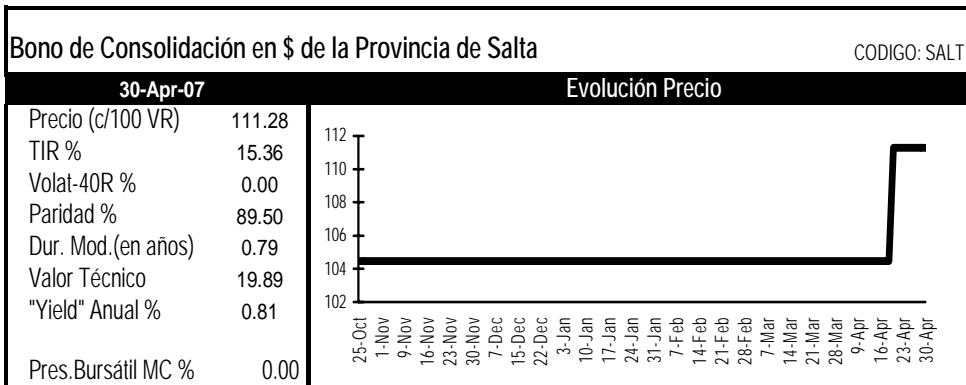 Bono de Consolidación en $ de la Provincia de Salta
CODIGO: SALT
30-Apr-07
Evolución Precio
Precio (c/100 VR) 111.28
TIR % 15.36
Volat-40R % 0.00
Paridad % 89.50
Dur. Mod.(en años) 0.79
Valor Técnico 19.89
"Yield" Anual % 0.81
Pres.Bursátil MC % 0.00
112
110
108
106
104
102
25-Oct
1-Nov
9-Nov
16-Nov
23-Nov
30-Nov
7-Dec
15-Dec
22-Dec
3-Jan
10-Jan
17-Jan
24-Jan
31-Jan
7-Feb
14-Feb
21-Feb
28-Feb
7-Mar
14-Mar
21-Mar
28-Mar
9-Apr
16-Apr
23-Apr
30-Apr